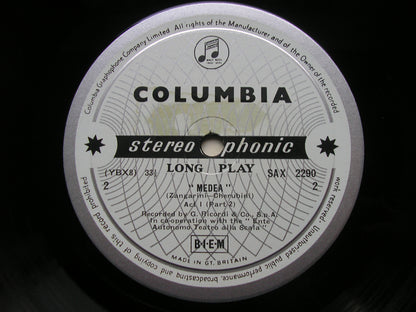 Columbia Graphophone Company Limited. All rights of the Manufacturer and of the Owner of the recorded work reserved. Unauthorised public performance, broadcasting and copying of this record prohibited
COLUMBIA
stereo phonic
LONG PLAY
(YBX8) 33⅓ SAX 2290
2 2
"MEDEA"
(Zangarini-Cherubini)
Act I (Part 2)
Recorded by G. Ricordi & Co., S.p.A.
in co-operation with the "Ente
Autonomo Teatro alla Scala"
B·I·E·M
MADE IN GT. BRITAIN